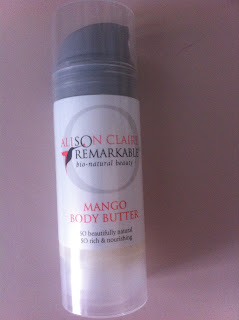 ALISON CLAIRE
REMARKABLE
bio-natural beauty
MANGO
BODY BUTTER
SO beautifully natural
SO rich & nourishing